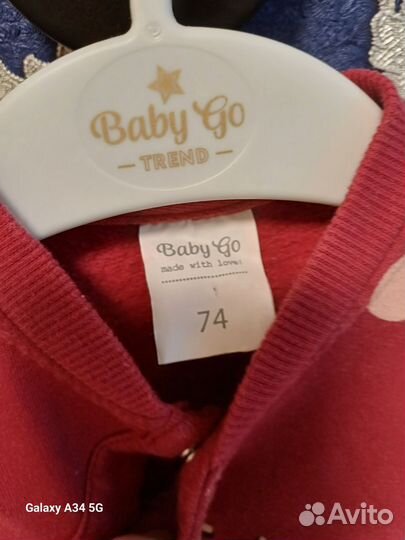 Baby Go
TREND
Baby Go
made with love!
74
Galaxy A34 5G
Avito